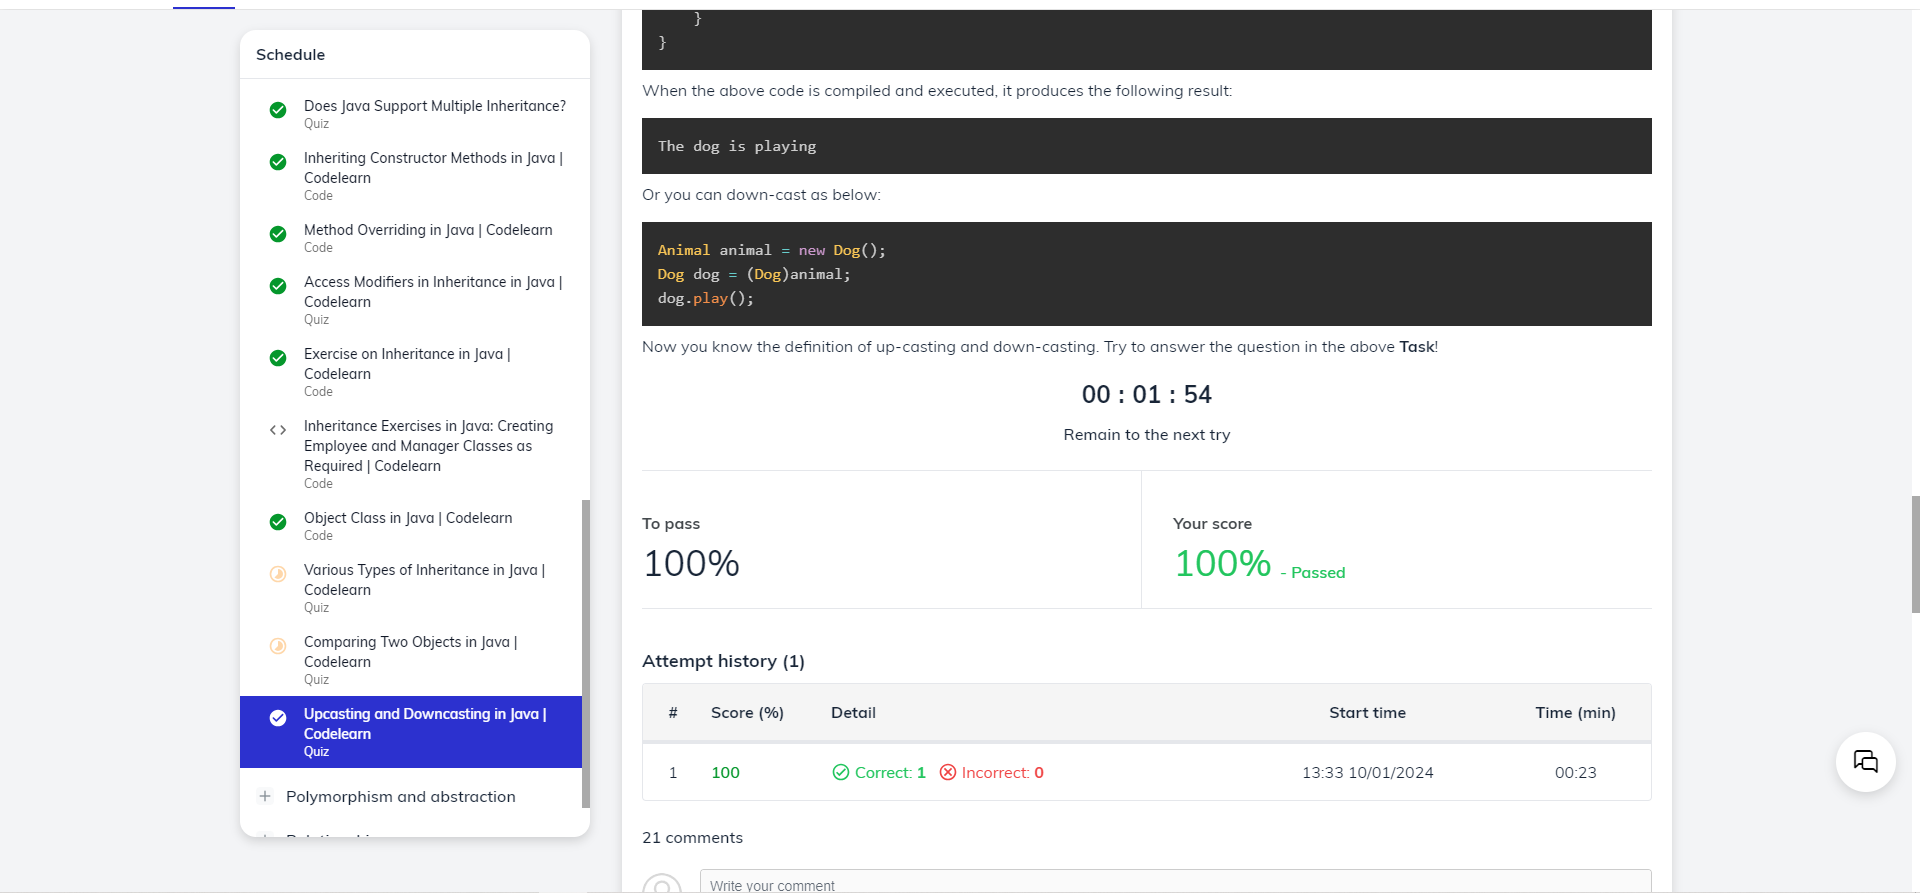 Schedule
Does Java Support Multiple Inheritance?
Quiz
Inheriting Constructor Methods in Java |
Codelearn
Code
Method Overriding in Java | Codelearn
Code
Access Modifiers in Inheritance in Java |
Codelearn
Quiz
Exercise on Inheritance in Java |
Codelearn
Code
Inheritance Exercises in Java: Creating
Employee and Manager Classes as
Required | Codelearn
Code
Object Class in Java | Codelearn
Code
Various Types of Inheritance in Java |
Codelearn
Quiz
Comparing Two Objects in Java |
Codelearn
Quiz
Upcasting and Downcasting in Java |
Codelearn
Quiz
+ Polymorphism and abstraction
}
}
When the above code is compiled and executed, it produces the following result:
The dog is playing
Or you can down-cast as below:
Animal animal = new Dog();
Dog dog = (Dog)animal;
dog.play();
Now you know the definition of up-casting and down-casting. Try to answer the question in the above Task!
00 : 01 : 54
Remain to the next try
To pass
100%
Your score
100% - Passed
Attempt history (1)
# Score (%) Detail Start time Time (min)
1 100 Correct: 1 Incorrect: 0 13:33 10/01/2024 00:23
21 comments
Write your comment